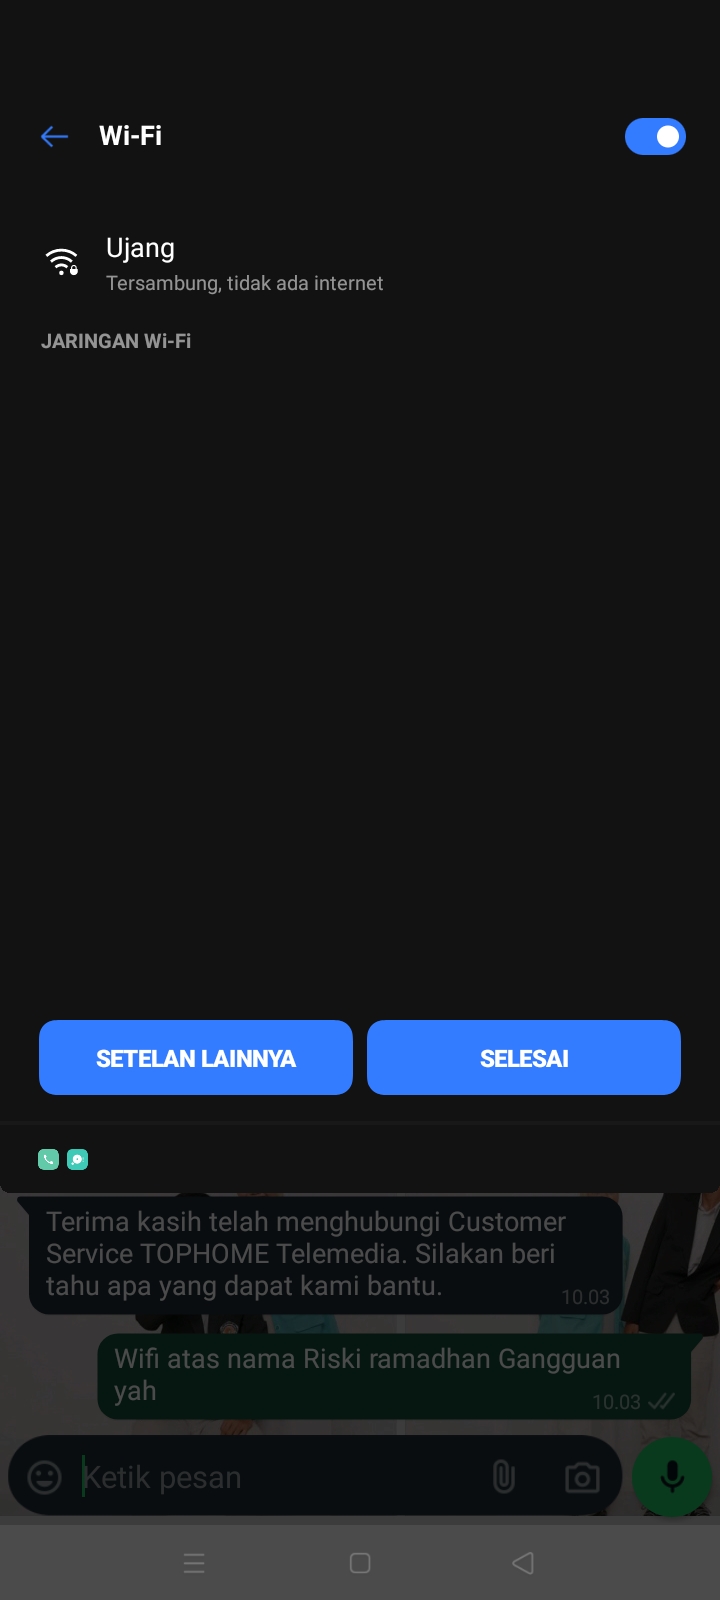 Wi-Fi
Ujang
Tersambung, tidak ada internet
JARINGAN Wi-Fi
SETELAN LAINNYA
SELESAI
Terima kasih telah menghubungi Customer
Service TOPHOME Telemedia. Silakan beri
tahu apa yang dapat kami bantu.
10.03
Wifi atas nama Riski ramadhan Gangguan
yah
10.03
Ketik pesan